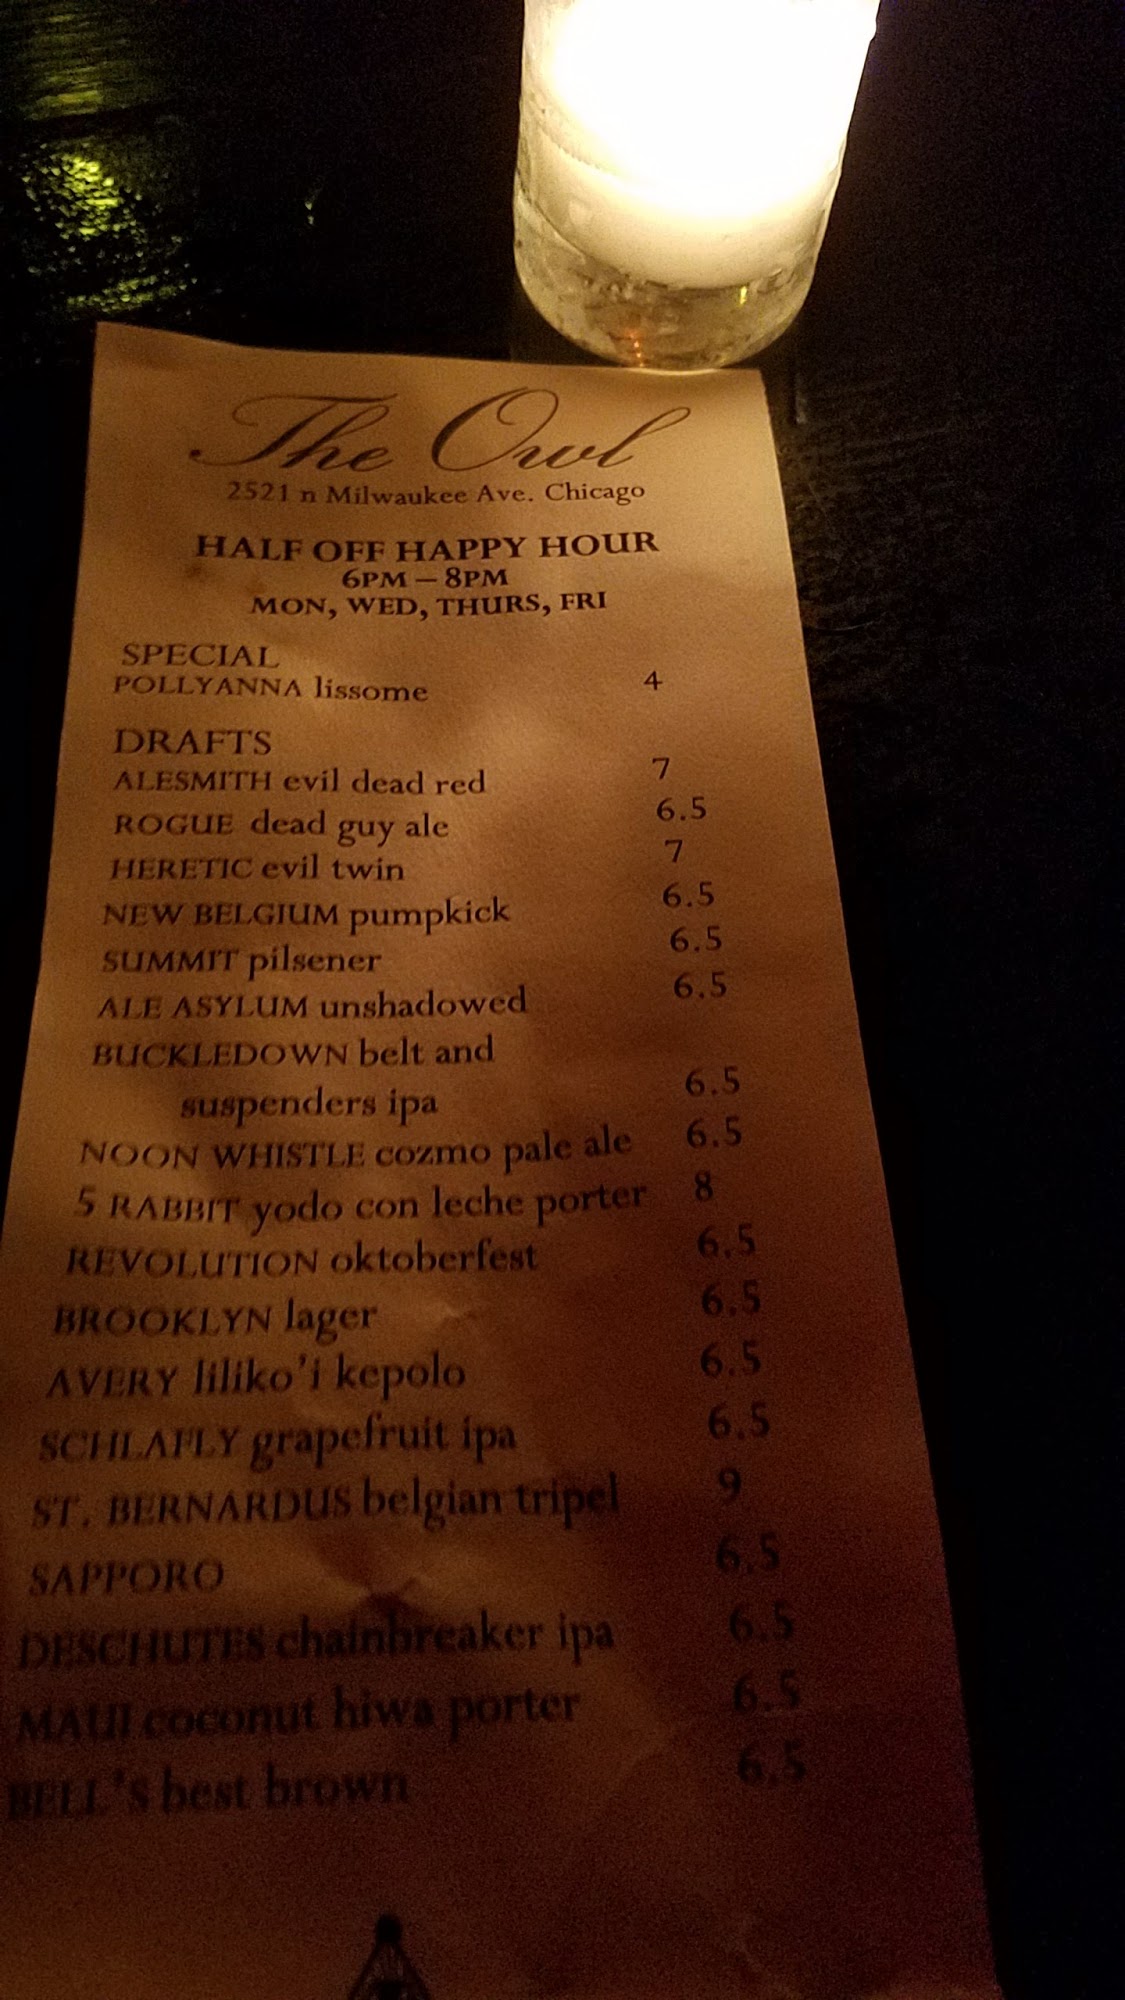 The Owl
2521 n Milwaukee Ave. Chicago
HALF OFF HAPPY HOUR
6PM – 8PM
MON, WED, THURS, FRI
SPECIAL
POLLYANNA lissome 4
DRAFTS
ALESMITH evil dead red 7
ROGUE dead guy ale 6.5
HERETIC evil twin 7
NEW BELGIUM pumpkick 6.5
SUMMIT pilsener 6.5
ALE ASYLUM unshadowed 6.5
BUCKLEDOWN belt and
suspenders ipa 6.5
NOON WHISTLE cozmo pale ale 6.5
5 RABBIT yodo con leche porter 8
REVOLUTION oktoberfest 6.5
BROOKLYN lager 6.5
AVERY liliko'i kepolo 6.5
SCHLAFLY grapefruit ipa 6.5
ST. BERNARDUS belgian tripel 9
SAPPORO 6.5
DESCHUTES chainbreaker ipa 6.5
MAUI coconut hiwa porter 6.5
BELL'S best brown 6.5